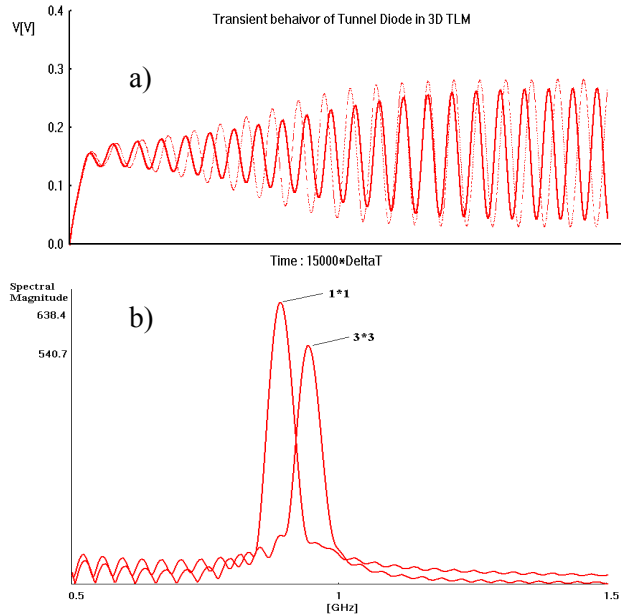 Transient behaivor of Tunnel Diode in 3D TLM
0.4
V[V]
a)
0.3
0.2
0.1
0.0
Time : 15000*DeltaT
Spectral
Magnitude
b)
1*1
638.4
3*3
540.7
0.5
1
1.5
[GHz]